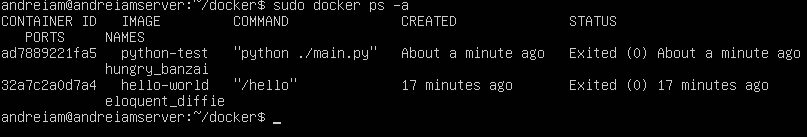 andreiam@andreiamserver:~/docker$ sudo docker ps -a
CONTAINER ID   IMAGE         COMMAND              CREATED              STATUS
    PORTS     NAMES
ad7889221fa5   python-test   "python ./main.py"   About a minute ago   Exited (0) About a minute ago
              hungry_banzai
32a7c2a0d7a4   hello-world   "/hello"             17 minutes ago       Exited (0) 17 minutes ago
              eloquent_diffie
andreiam@andreiamserver:~/docker$ _